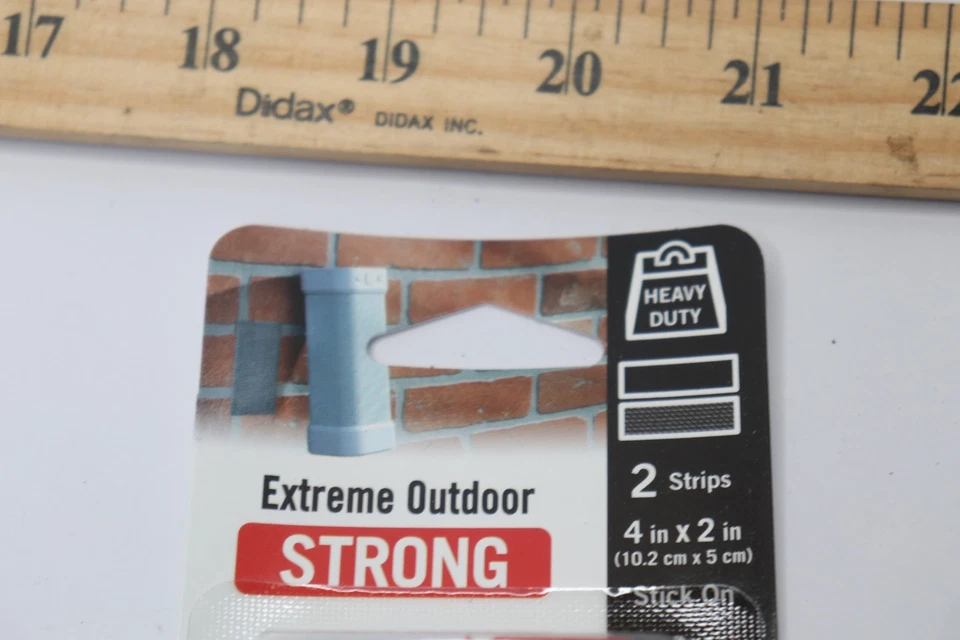 17 18 19 20 21
Didax® DIDAX INC.
HEAVY
DUTY
2 Strips
4 in X 2 in
(10.2 cm x 5 cm)
Stick On
Extreme Outdoor
STRONG